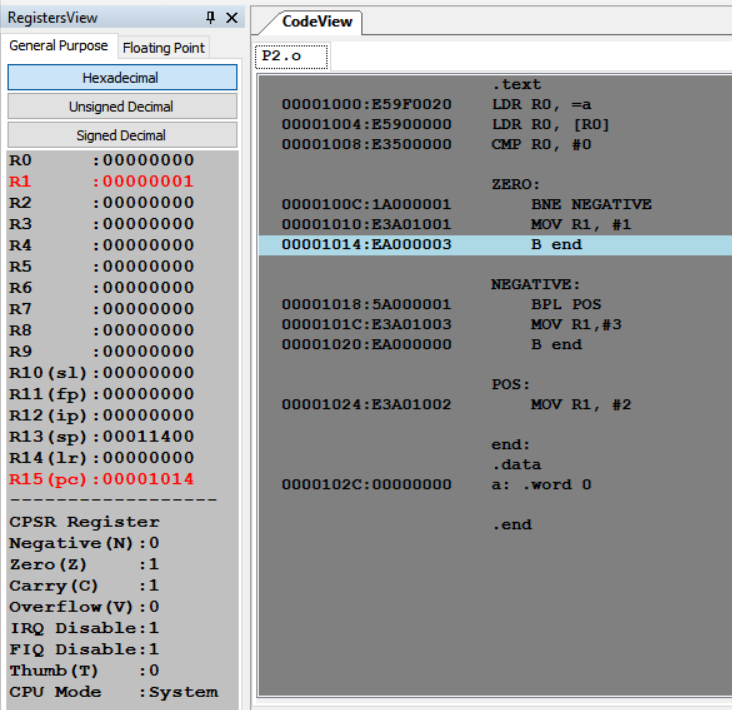 RegistersView
General Purpose Floating Point
Hexadecimal
Unsigned Decimal
Signed Decimal
R0 :00000000
R1 :00000001
R2 :00000000
R3 :00000000
R4 :00000000
R5 :00000000
R6 :00000000
R7 :00000000
R8 :00000000
R9 :00000000
R10(sl):00000000
R11(fp):00000000
R12(ip):00000000
R13(sp):00011400
R14(lr):00000000
R15(pc):00001014
------------------
CPSR Register
Negative(N):0
Zero(Z) :1
Carry(C) :1
Overflow(V):0
IRQ Disable:1
FIQ Disable:1
Thumb(T) :0
CPU Mode :System
CodeView
P2.o
.text
00001000:E59F0020 LDR R0, =a
00001004:E5900000 LDR R0, [R0]
00001008:E3500000 CMP R0, #0
ZERO:
0000100C:1A000001 BNE NEGATIVE
00001010:E3A01001 MOV R1, #1
00001014:EA000003 B end
NEGATIVE:
00001018:5A000001 BPL POS
0000101C:E3A01003 MOV R1,#3
00001020:EA000000 B end
POS:
00001024:E3A01002 MOV R1, #2
end:
.data
0000102C:00000000 a: .word 0
.end